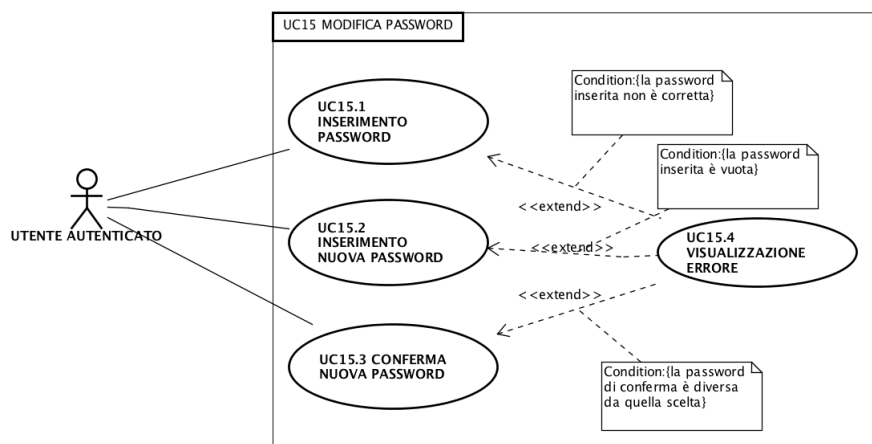 UC15 MODIFICA PASSWORD
Condition:{la password
inserita non è corretta}
UC15.1
INSERIMENTO
PASSWORD
Condition:{la password
inserita è vuota}
<<extend>>
UTENTE AUTENTICATO
UC15.2
INSERIMENTO
NUOVA PASSWORD
<<extend>>
UC15.4
VISUALIZZAZIONE
ERRORE
<<extend>>
UC15.3 CONFERMA
NUOVA PASSWORD
Condition:{la password
di conferma è diversa
da quella scelta}